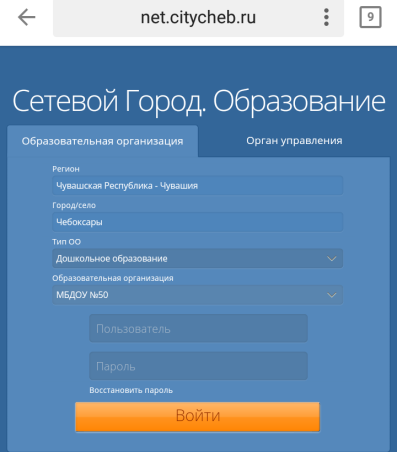 net.citycheb.ru
9
Сетевой Город. Образование
Образовательная организация
Орган управления
Регион
Чувашская Республика - Чувашия
Город/село
Чебоксары
Тип ОО
Дошкольное образование
Образовательная организация
МБДОУ №50
Пользователь
Пароль
Восстановить пароль
Войти